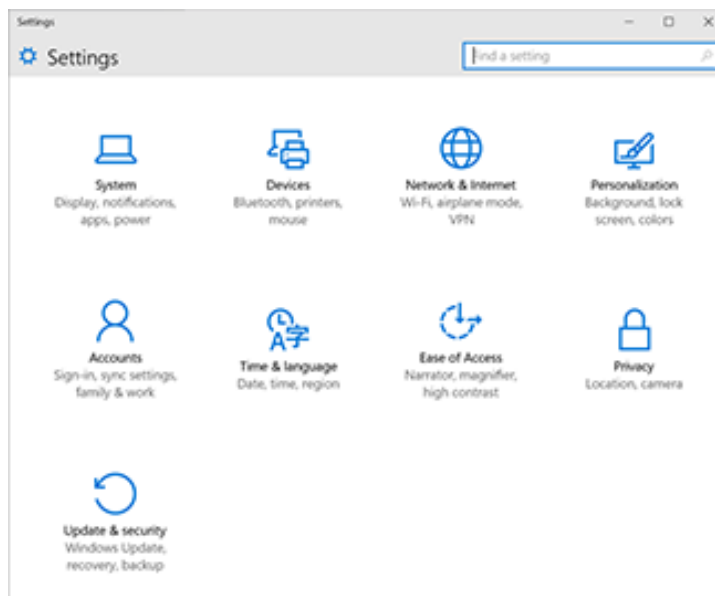 Settings
Settings
Find a setting
System
Display, notifications,
apps, power
Devices
Bluetooth, printers,
mouse
Network & Internet
Wi-Fi, airplane mode,
VPN
Personalization
Background, lock
screen, colors
Accounts
Sign-in, sync settings,
family & work
A字
Time & language
Date, time, region
Ease of Access
Narrator, magnifier,
high contrast
Privacy
Location, camera
Update & security
Windows Update,
recovery, backup